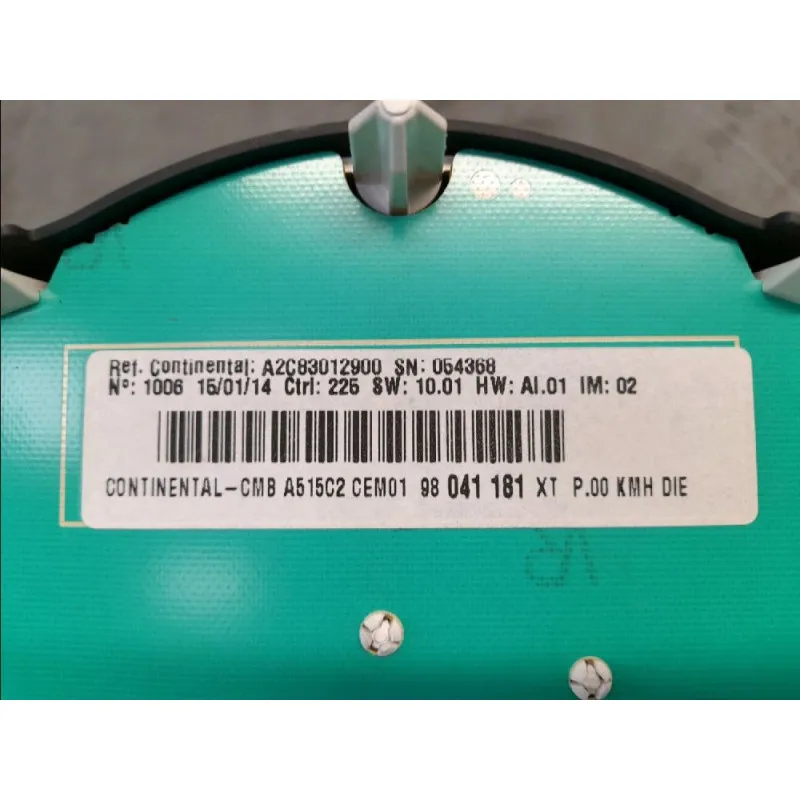 Ref. Continental: A2C83012900 SN: 054368
Nº: 1006 15/01/14 Ctrl: 225 SW: 10.01 HW: AI.01 IM: 02
CONTINENTAL-CMB A515C2 CEM01 98 041 181 XT P.00 KMH DIE